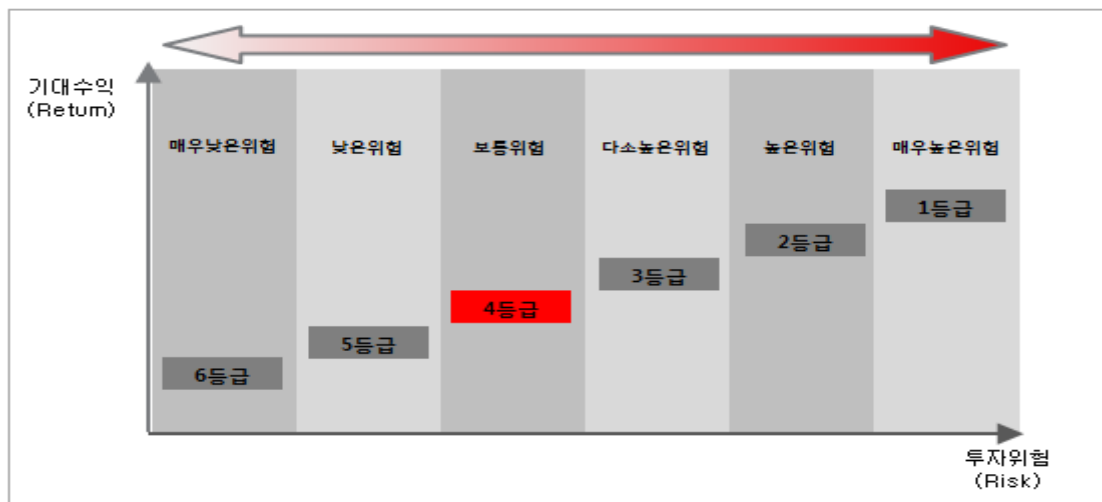 기대수익
(Retum)
매우낮은위험 낮은위험 보통위험 다소높은위험 높은위험 매우높은위험
1등급
2등급
3등급
4등급
5등급
6등급
투자위험
(Risk)